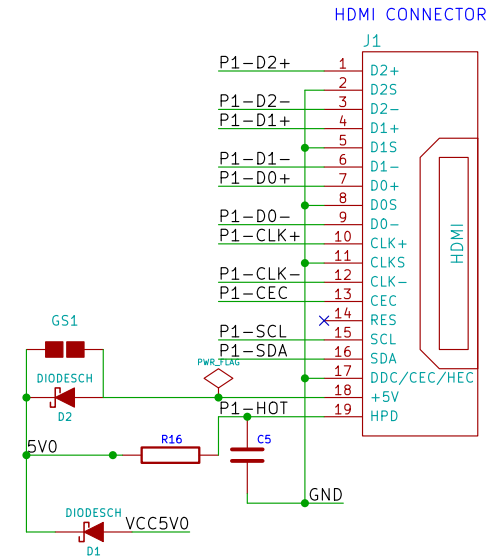 HDMI CONNECTOR
J1
P1-D2+ 1 D2+
2 D2S
P1-D2- 3 D2-
P1-D1+ 4 D1+
5 D1S
P1-D1- 6 D1-
P1-D0+ 7 D0+
8 D0S
P1-D0- 9 D0-
P1-CLK+ 10 CLK+
11 CLKS
P1-CLK- 12 CLK-
P1-CEC 13 CEC
14 RES
P1-SCL 15 SCL
P1-SDA 16 SDA
17 DDC/CEC/HEC
18 +5V
P1-HOT 19 HPD
HDMI
GS1
PWR_FLAG
DIODESCH
D2
5V0
R16
C5
GND
DIODESCH
VCC5V0
D1